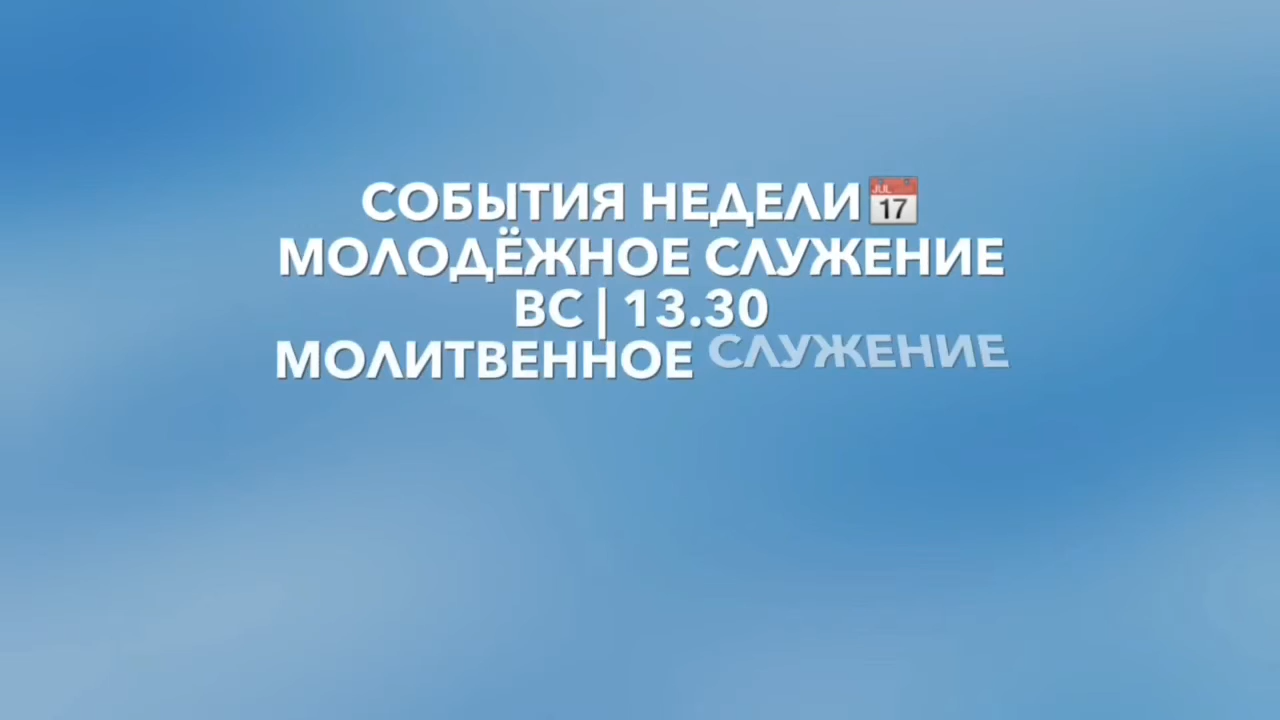 СОБЫТИЯ НЕДЕЛИ📅
МОЛОДЁЖНОЕ СЛУЖЕНИЕ
ВС | 13.30
МОЛИТВЕННОЕ СЛУЖЕНИЕ